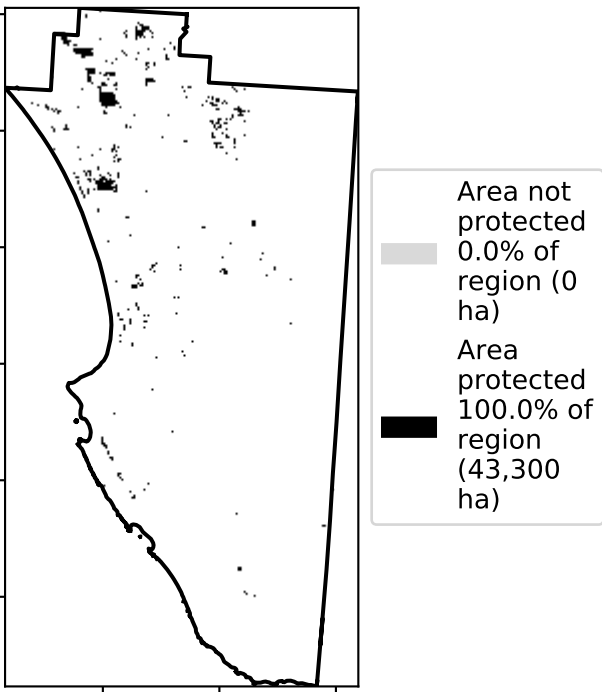 Area not
protected
0.0% of
region (0
ha)
Area
protected
100.0% of
region
(43,300
ha)